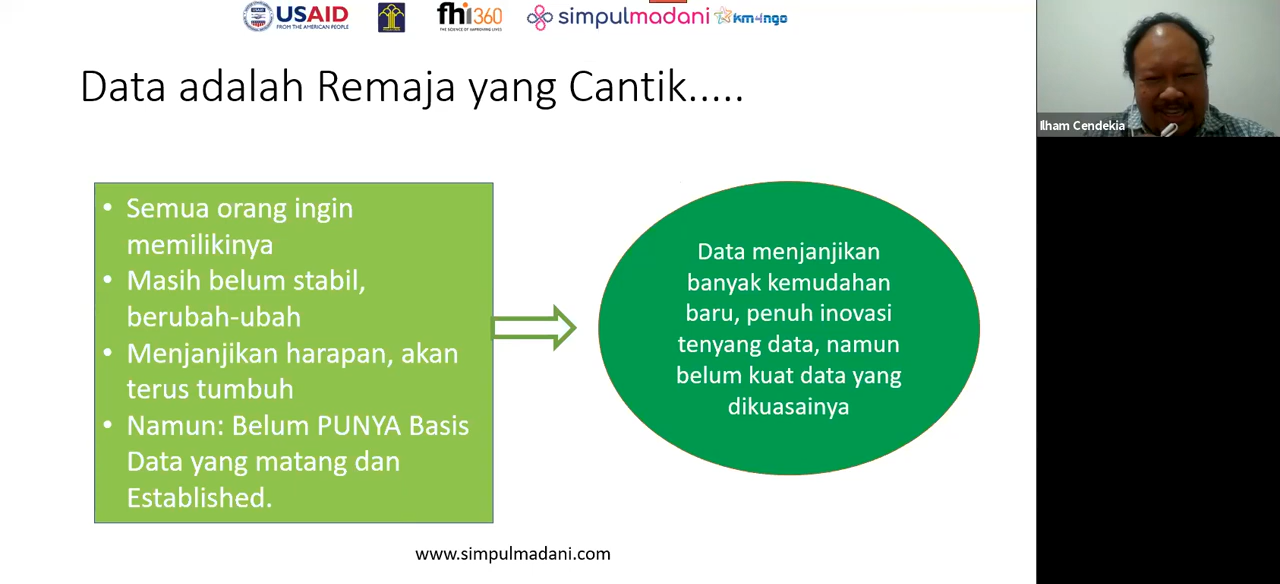 USAID
FROM THE AMERICAN PEOPLE
fhi360
THE SCIENCE OF IMPROVING LIVES
simpulmadani
km4ngo
Data adalah Remaja yang Cantik.....
• Semua orang ingin
memilikinya
• Masih belum stabil,
berubah-ubah
• Menjanjikan harapan, akan
terus tumbuh
• Namun: Belum PUNYA Basis
Data yang matang dan
Established.
Data menjanjikan
banyak kemudahan
baru, penuh inovasi
tenyang data, namun
belum kuat data yang
dikuasainya
www.simpulmadani.com
Ilham Cendekia